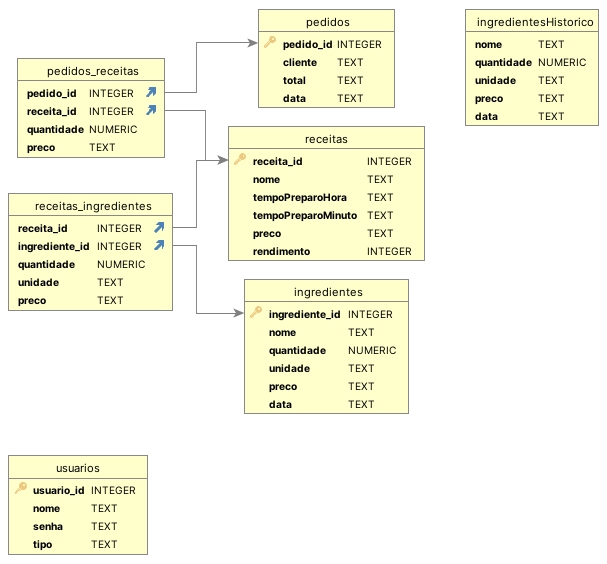 pedidos
pedido_id INTEGER
cliente TEXT
total TEXT
data TEXT
ingredientesHistorico
nome TEXT
quantidade NUMERIC
unidade TEXT
preco TEXT
data TEXT
pedidos_receitas
pedido_id INTEGER
receita_id INTEGER
quantidade NUMERIC
preco TEXT
receitas
receita_id INTEGER
nome TEXT
tempoPreparoHora TEXT
tempoPreparoMinuto TEXT
preco TEXT
rendimento INTEGER
receitas_ingredientes
receita_id INTEGER
ingrediente_id INTEGER
quantidade NUMERIC
unidade TEXT
preco TEXT
ingredientes
ingrediente_id INTEGER
nome TEXT
quantidade NUMERIC
unidade TEXT
preco TEXT
data TEXT
usuarios
usuario_id INTEGER
nome TEXT
senha TEXT
tipo TEXT